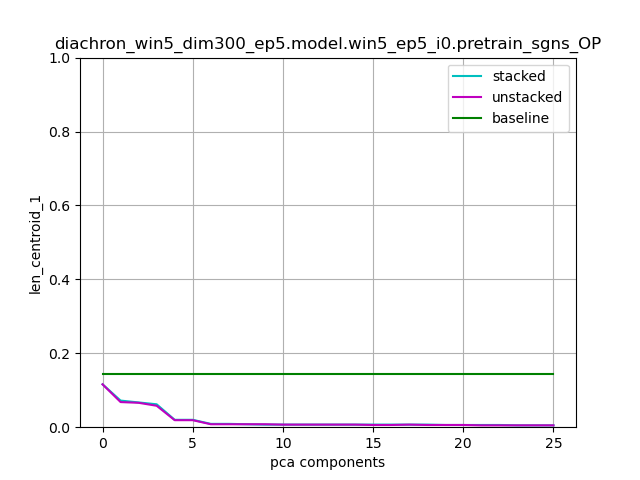 diachron_win5_dim300_ep5.model.win5_ep5_i0.pretrain_sgns_OP
1.0
0.8
0.6
0.4
0.2
0.0
len_centroid_1
stacked
unstacked
baseline
0 5 10 15 20 25
pca components